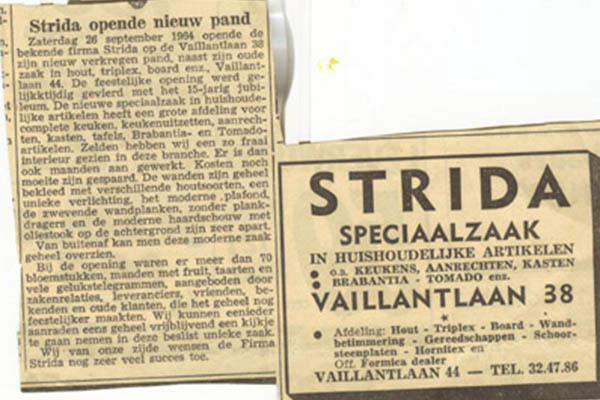 Strida opende nieuw pand
Zaterdag 26 september 1964 opende de
bekende firma Strida op de Vaillantlaan 38
zijn nieuw verkregen pand, naast zijn oude
zaak in hout, triplex, board enz., Vaillant-
laan 44. De feestelijke opening werd ge-
lijkktijdig gevierd met het 15-jarig jubi-
leum. De nieuwe speciaalzaak in huishoude-
lijke artikelen heeft een grote afdeling voor
complete keuken, keukenuitzetten, aanrech-
ten, kasten, tafels, Brabantia- en Tomado-
artikelen. Zelden hebben wij een zo fraai
interieur gezien in deze branche. Er is dan
ook maanden aan gewerkt. Kosten noch
moeite zijn gespaard. De wanden zijn geheel
bekleed met verschillende houtsoorten, een
unieke verlichting, het moderne plafond,
de zwevende wandplanken, zonder plank-
dragers en de moderne haardschouw met
oliestook op de achtergrond zijn zeer apart.
Van buitenaf kan men deze moderne zaak
geheel overzien.
Bij de opening waren er meer dan 70
bloemstukken, manden met fruit, taarten en
vele gelukstelegrammen, aangeboden door
zakenrelaties, leveranciers, vrienden, be-
kenden en oude klanten, die het geheel nog
feestelijker maakten. Wij kunnen eenieder
aanraden eens geheel vrijblijvend een kijkje
te gaan nemen in deze beslist unieke zaak.
Wij van onze zijde wensen de Firma
Strida nog zeer veel succes toe.
STRIDA
SPECIAALZAAK
IN HUISHOUDELIJKE ARTIKELEN
● o.a. KEUKENS, AANRECHTEN, KASTEN
● BRABANTIA - TOMADO enz.
VAILLANTLAAN 38
*
● Afdeling: Hout - Triplex - Board - Wand-
betimmering - Gereedschappen - Schoor-
steenplaten - Hornitex en
Off. Formica dealer
VAILLANTLAAN 44 — TEL. 32.47.86